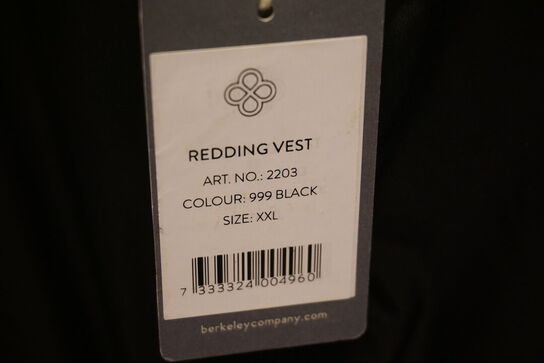 REDDING VEST
ART. NO.: 2203
COLOUR: 999 BLACK
SIZE: XXL
7 333324 004960
berkeleycompany.com